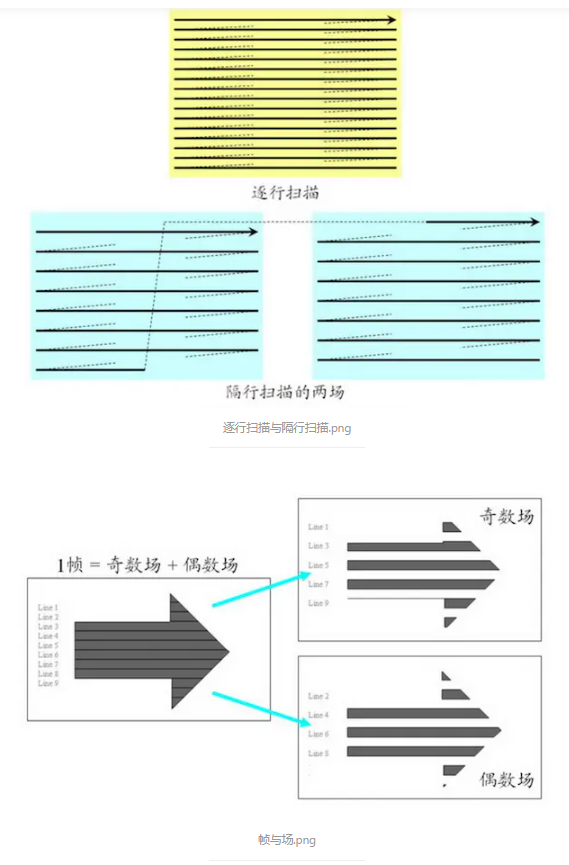 逐行扫描
隔行扫描的两场
逐行扫描与隔行扫描.png
1帧 = 奇数场 + 偶数场
Line 1
Line 2
Line 3
Line 4
Line 5
Line 6
Line 7
Line 8
Line 9
奇数场
Line 1
Line 3
Line 5
Line 7
Line 9
Line 2
Line 4
Line 6
Line 8
偶数场
帧与场.png